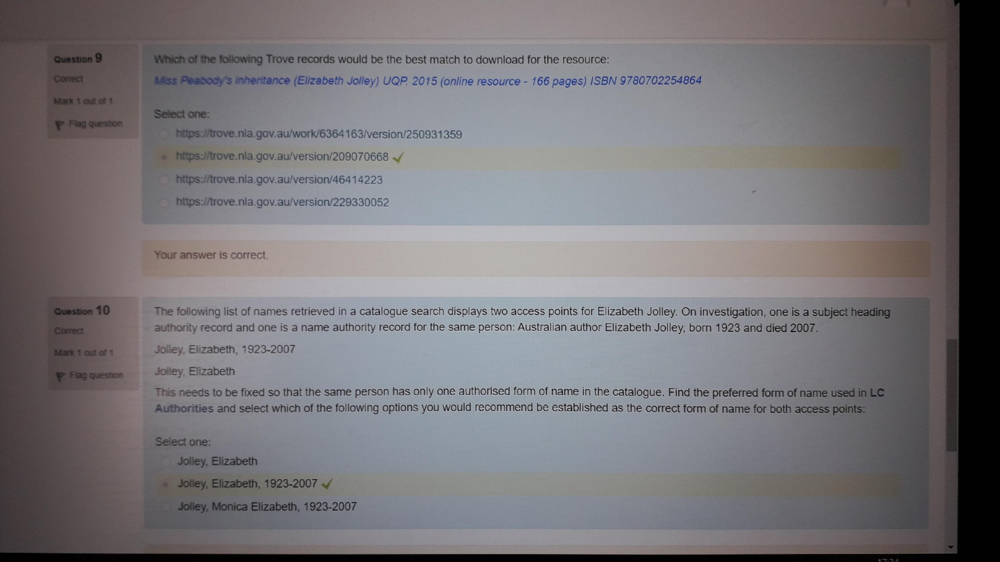 Question 9
Correct
Mark 1 out of 1
Flag question
Which of the following Trove records would be the best match to download for the resource:
Miss Peabody's inheritance (Elizabeth Jolley) UQP. 2015 (online resource - 166 pages) ISBN 9780702254864
Select one:
https://trove.nla.gov.au/work/6364163/version/250931359
https://trove.nla.gov.au/version/209070668
https://trove.nla.gov.au/version/46414223
https://trove.nla.gov.au/version/229330052
Your answer is correct.
Question 10
Correct
Mark 1 out of 1
Flag question
The following list of names retrieved in a catalogue search displays two access points for Elizabeth Jolley. On investigation, one is a subject heading
authority record and one is a name authority record for the same person: Australian author Elizabeth Jolley, born 1923 and died 2007.
Jolley, Elizabeth, 1923-2007
Jolley, Elizabeth
This needs to be fixed so that the same person has only one authorised form of name in the catalogue. Find the preferred form of name used in LC
Authorities and select which of the following options you would recommend be established as the correct form of name for both access points:
Select one:
Jolley, Elizabeth
Jolley, Elizabeth, 1923-2007
Jolley, Monica Elizabeth, 1923-2007